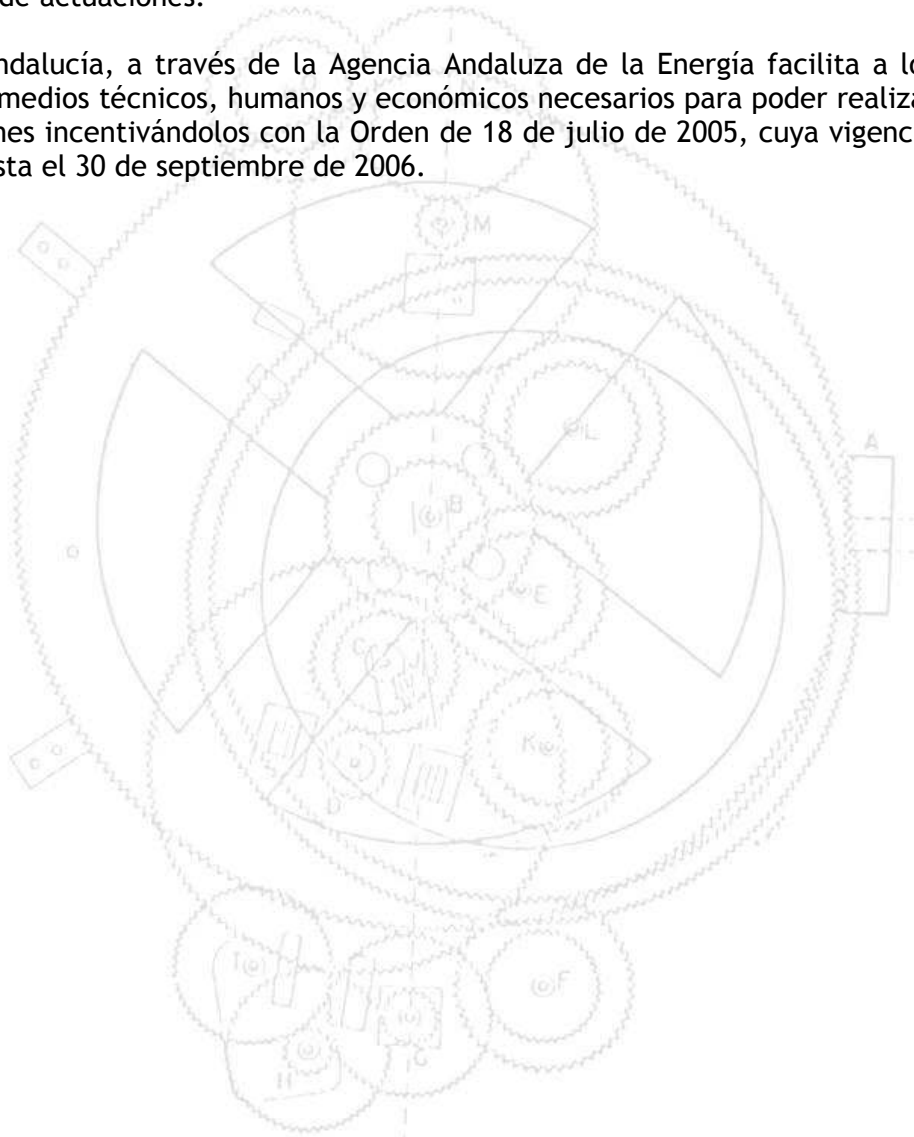 de actuaciones.
ndalucía, a través de la Agencia Andaluza de la Energía facilita a lo
medios técnicos, humanos y económicos necesarios para poder realiza
nes incentivándolos con la Orden de 18 de julio de 2005, cuya vigenc
sta el 30 de septiembre de 2006.
M
L
A
B
E
C
K
D
I
F
G
H